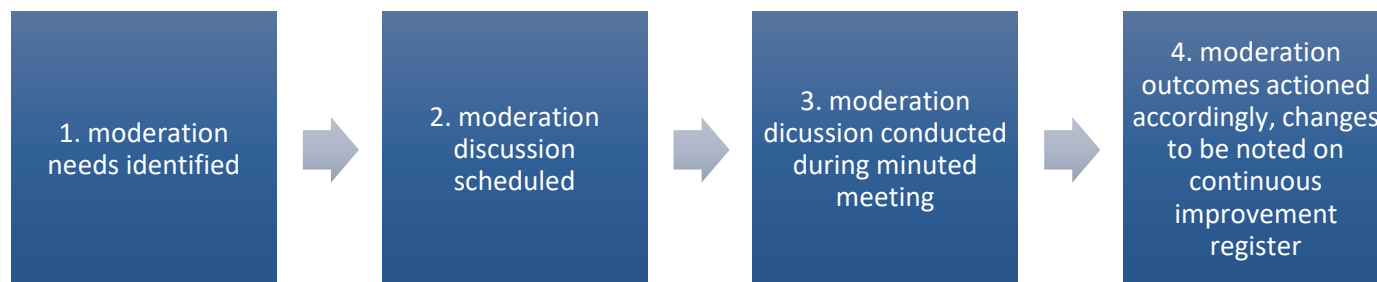 1. moderation
needs identified
2. moderation
discussion
scheduled
3. moderation
dicussion conducted
during minuted
meeting
4. moderation
outcomes actioned
accordingly, changes
to be noted on
continuous
improvement
register